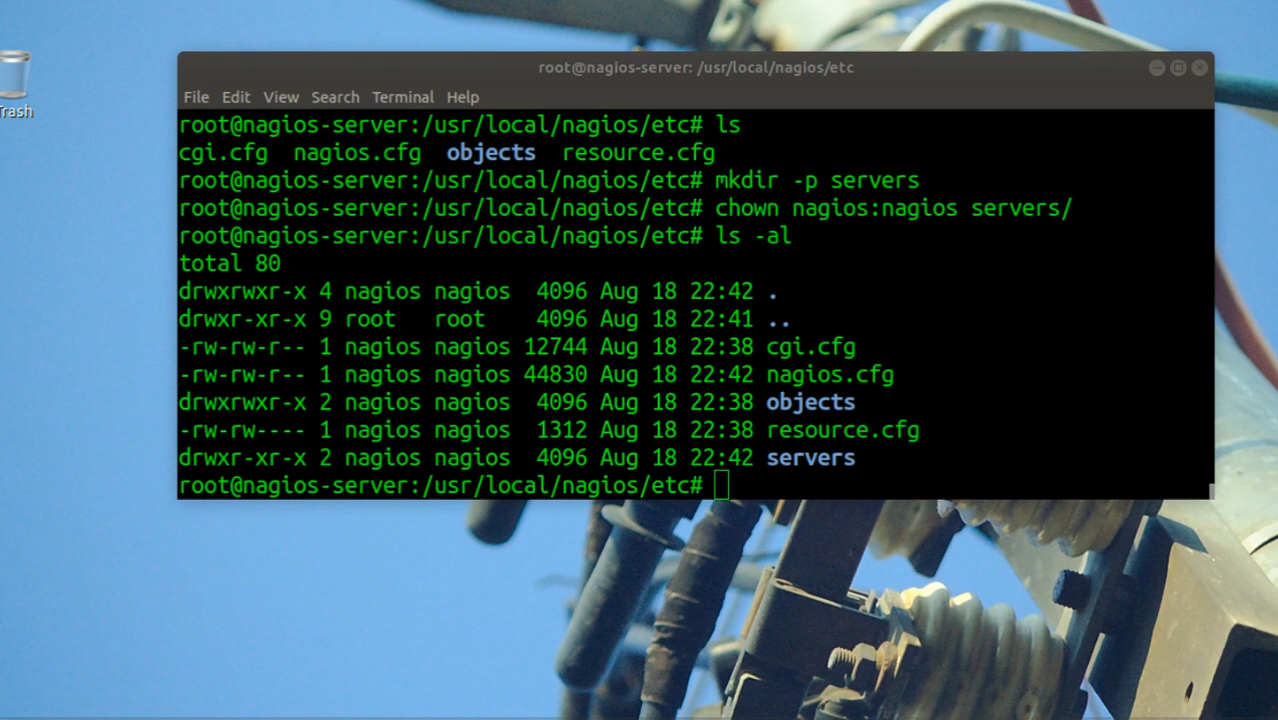 Trash
root@nagios-server: /usr/local/nagios/etc
File Edit View Search Terminal Help
root@nagios-server:/usr/local/nagios/etc# ls
cgi.cfg  nagios.cfg  objects  resource.cfg
root@nagios-server:/usr/local/nagios/etc# mkdir -p servers
root@nagios-server:/usr/local/nagios/etc# chown nagios:nagios servers/
root@nagios-server:/usr/local/nagios/etc# ls -al
total 80
drwxrwxr-x 4 nagios nagios  4096 Aug 18 22:42 .
drwxr-xr-x 9 root   root    4096 Aug 18 22:41 ..
-rw-rw-r-- 1 nagios nagios 12744 Aug 18 22:38 cgi.cfg
-rw-rw-r-- 1 nagios nagios 44830 Aug 18 22:42 nagios.cfg
drwxrwxr-x 2 nagios nagios  4096 Aug 18 22:38 objects
-rw-rw---- 1 nagios nagios  1312 Aug 18 22:38 resource.cfg
drwxr-xr-x 2 nagios nagios  4096 Aug 18 22:42 servers
root@nagios-server:/usr/local/nagios/etc#